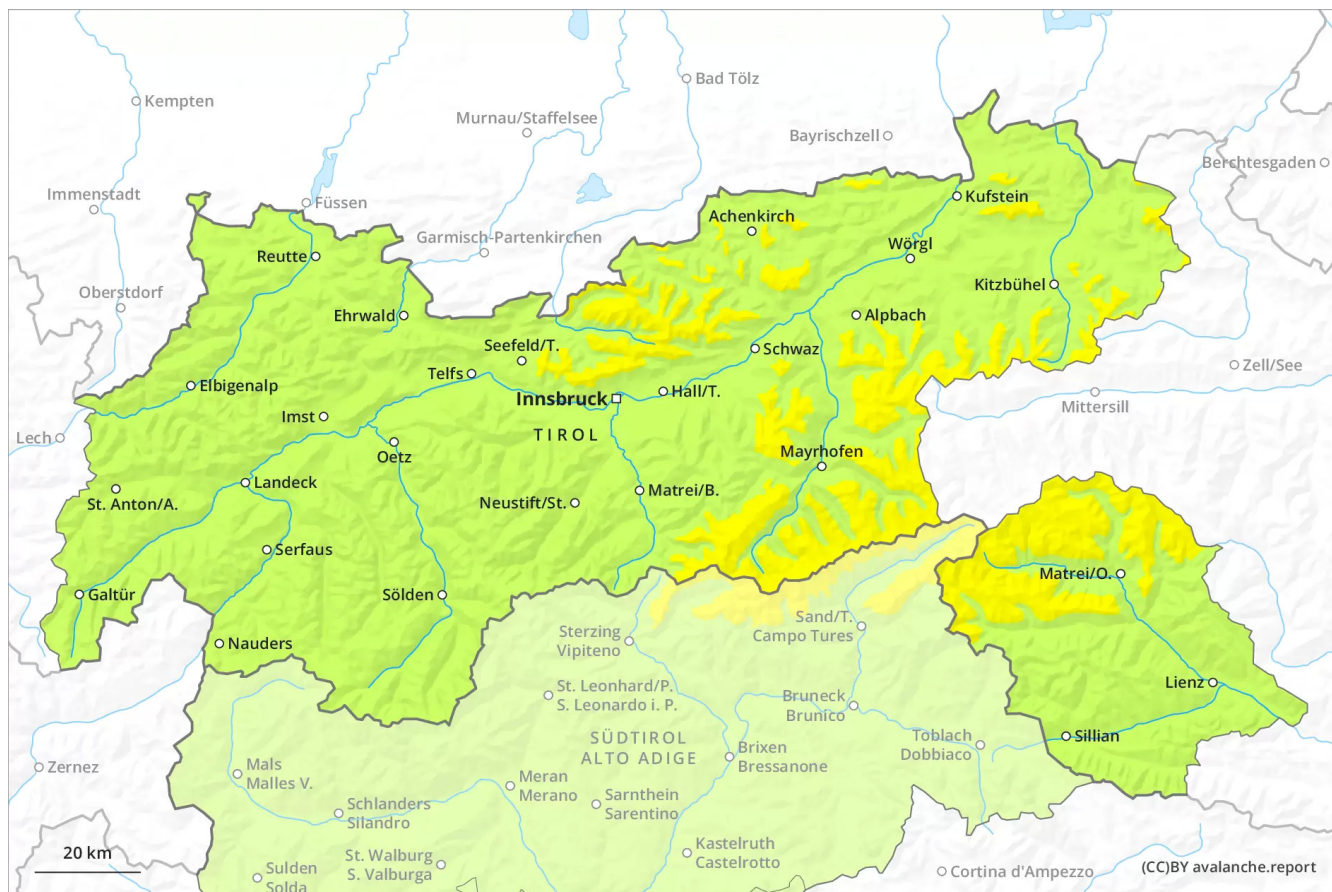 Bad Tölz
Kempten
Murnau/Staffelsee
Bayrischzell
Berchtesgaden
Immenstadt
Füssen
Kufstein
Achenkirch
Garmisch-Partenkirchen
Wörgl
Reutte
Kitzbühel
Oberstdorf
Ehrwald
Alpbach
Seefeld/T.
Schwaz
Zell/See
Telfs
Elbigenalp
Hall/T.
Innsbruck
Mittersill
Imst
TIROL
Lech
Oetz
Mayrhofen
Landeck
St. Anton/A.
Neustift/St.
Matrei/B.
Serfaus
Matrei/O.
Galtür
Sölden
Sand/T.
Campo Tures
Sterzing
Vipiteno
Nauders
Lienz
St. Leonhard/P.
S. Leonardo i. P.
Bruneck
Brunico
Sillian
Toblach
Dobbiaco
SÜDTIROL
ALTO ADIGE
Brixen
Bressanone
Zernez
Mals
Malles V.
Meran
Merano
Sarnthein
Sarentino
Schlanders
Silandro
Kastelruth
Castelrotto
20 km
St. Walburg
S. Valburga
Sulden
Solda
Cortina d'Ampezzo
(CC)BY avalanche.report